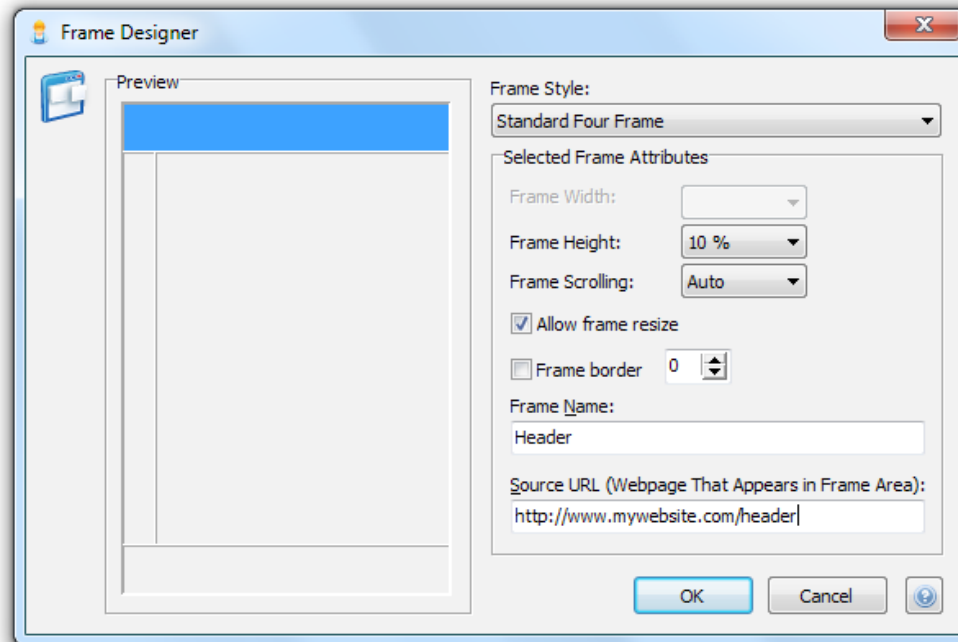 Frame Designer
Preview
Frame Style:
Standard Four Frame
Selected Frame Attributes
Frame Width:
Frame Height:
10 %
Frame Scrolling:
Auto
Allow frame resize
Frame border
0
Frame Name:
Header
Source URL (Webpage That Appears in Frame Area):
http://www.mywebsite.com/header
OK
Cancel
?